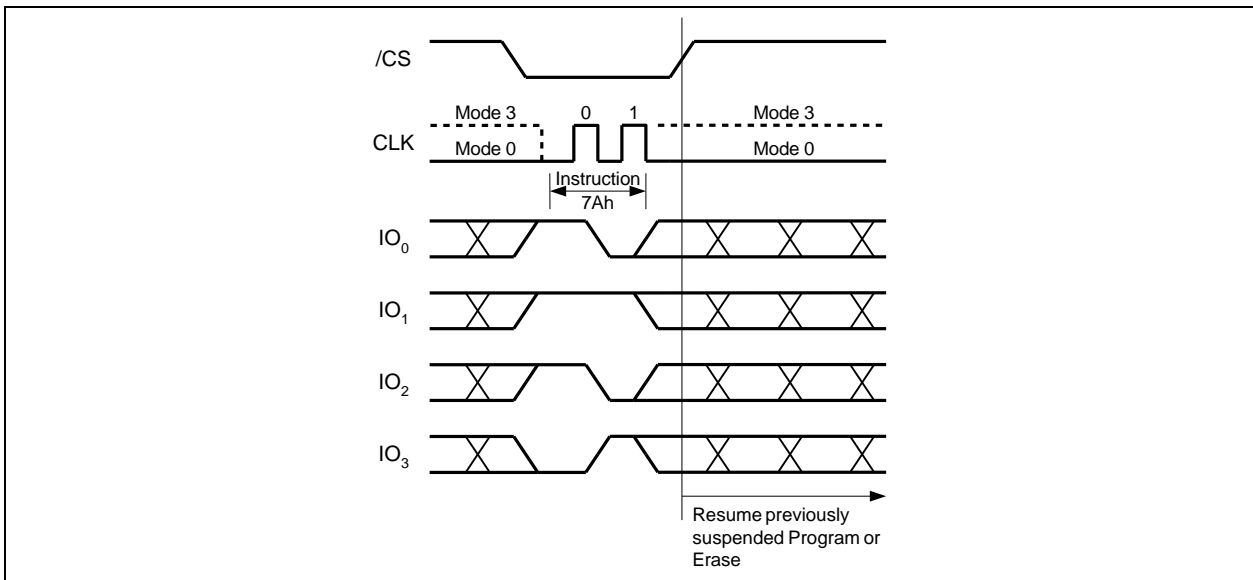 /CS
Mode 3 0 1 Mode 3
CLK
Mode 0 Mode 0
Instruction
7Ah
IO0
IO1
IO2
IO3
Resume previously
suspended Program or
Erase